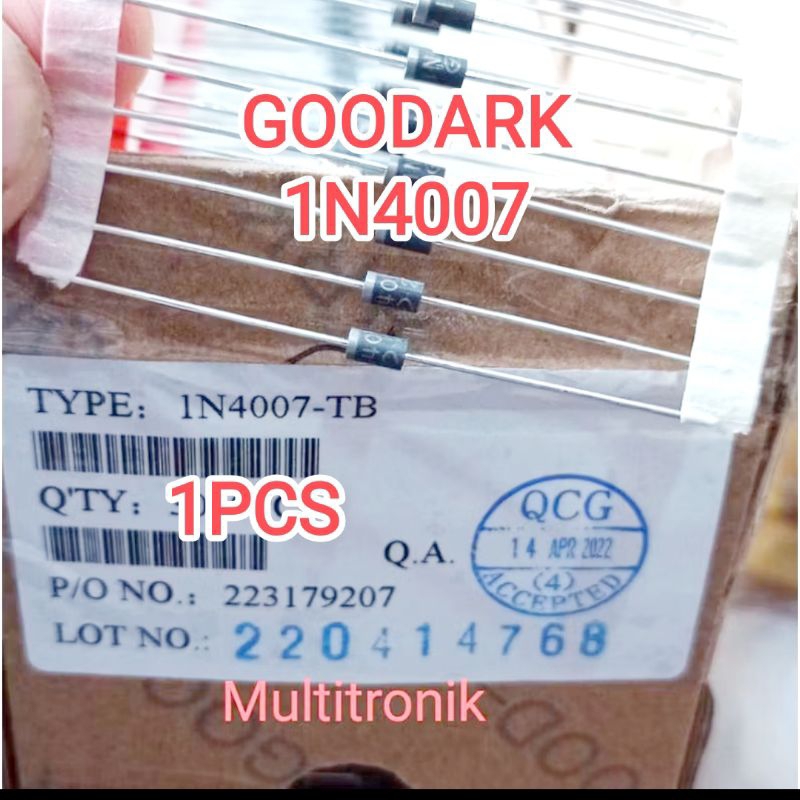 GOODARK
1N4007
TYPE: 1N4007-TB
1PCS
Q'TY:
Q.A.
QCG
14 APR 2022
(4)
ACCEPTED
P/O NO.: 223179207
LOT NO.: 220414768
Multitronik